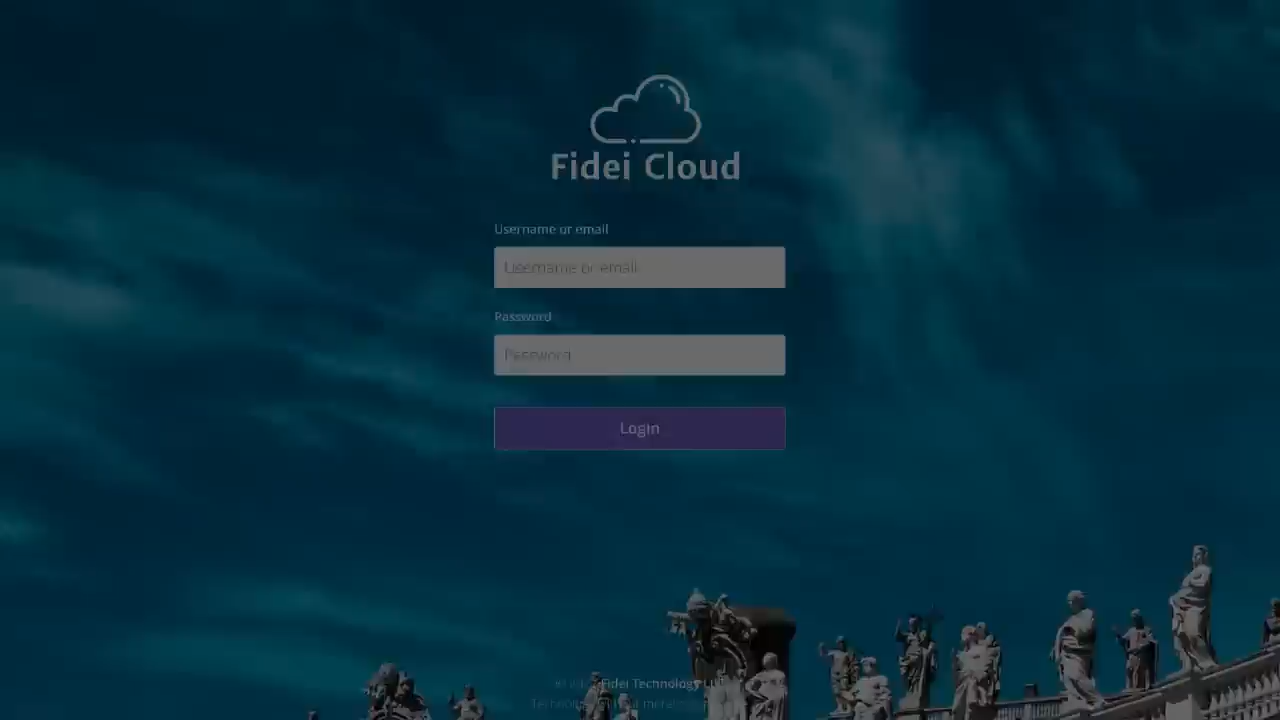 Fidei Cloud
Username or email
Username or email
Password
Password
Login
Fidei Technology